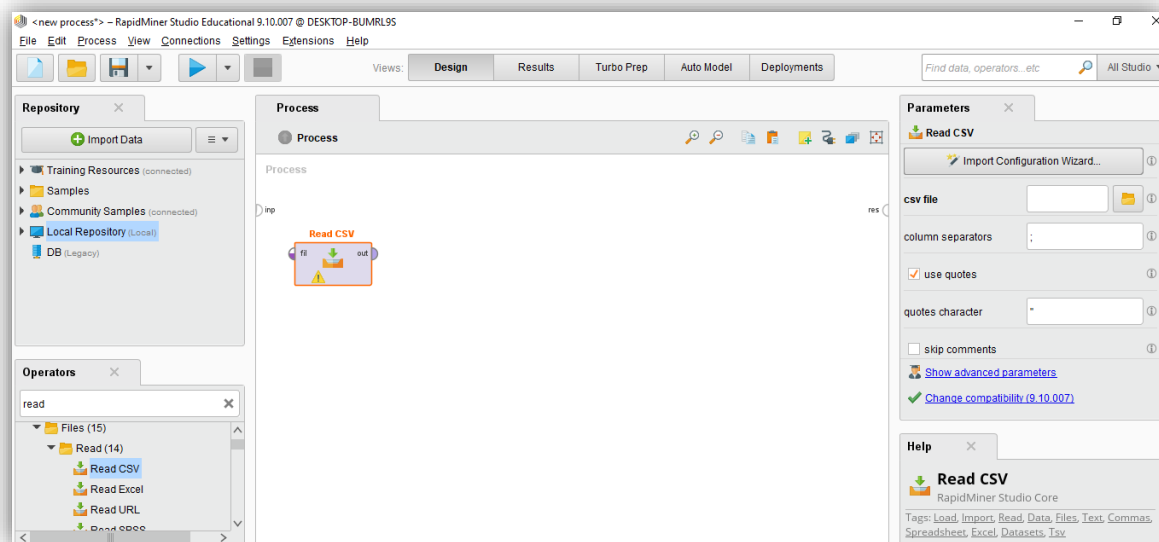 <new process*> – RapidMiner Studio Educational 9.10.007 @ DESKTOP-BUMRL9S
File Edit Process View Connections Settings Extensions Help
Views: Design Results Turbo Prep Auto Model Deployments
Find data, operators...etc
All Studio
Repository
Import Data
Training Resources (connected)
Samples
Community Samples (connected)
Local Repository (Local)
DB (Legacy)
Operators
read
Files (15)
Read (14)
Read CSV
Read Excel
Read URL
Read SPSS
Process
Process
Process
inp
res
Read CSV
fil out
Parameters
Read CSV
Import Configuration Wizard...
csv file
column separators ;
use quotes
quotes character "
skip comments
Show advanced parameters
Change compatibility (9.10.007)
Help
Read CSV
RapidMiner Studio Core
Tags: Load, Import, Read, Data, Files, Text, Commas,
Spreadsheet, Excel, Datasets, Tsv